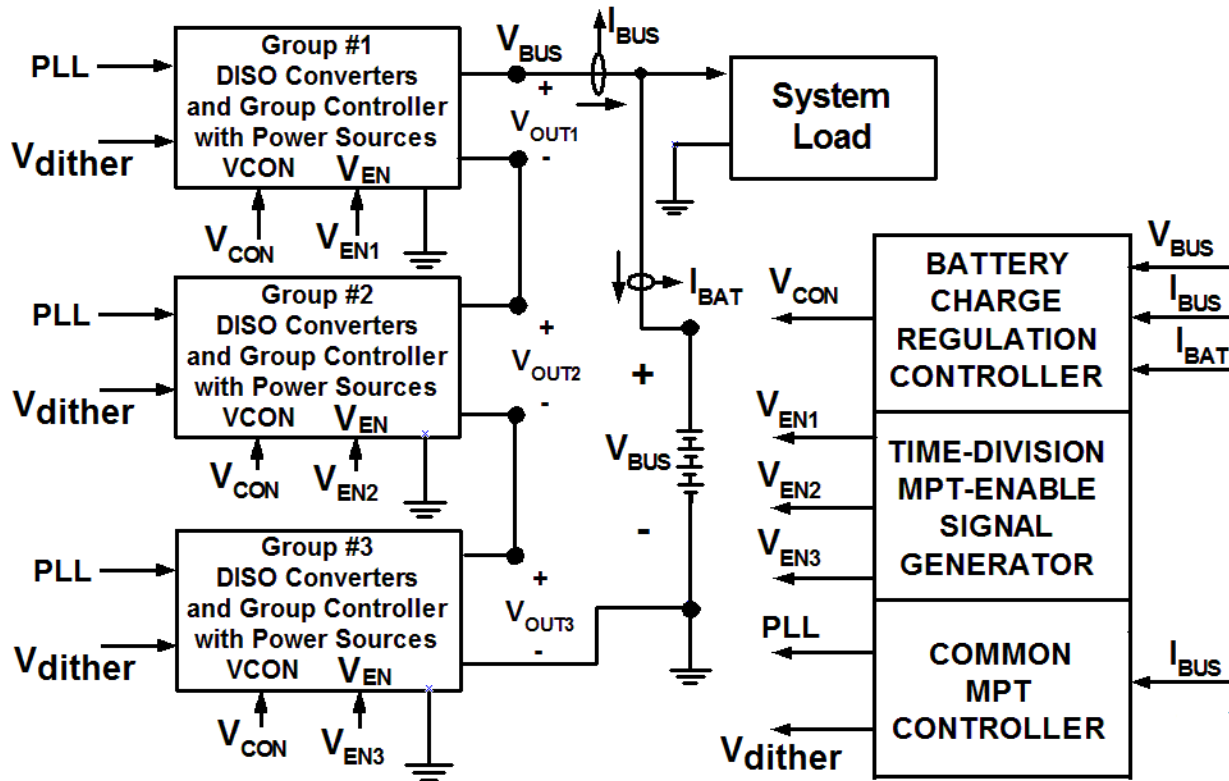 PLL
Vdither
Group #1
DISO Converters
and Group Controller
with Power Sources
VCON VEN
VCON
VEN1
VBUS
+
VOUT1
-
IBUS
System
Load
PLL
Vdither
Group #2
DISO Converters
and Group Controller
with Power Sources
VCON VEN
VCON
VEN2
+
VOUT2
-
IBAT
+
VBUS
-
PLL
Vdither
Group #3
DISO Converters
and Group Controller
with Power Sources
VCON VEN
VCON
VEN3
+
VOUT3
-
BATTERY
CHARGE
REGULATION
CONTROLLER
VBUS
IBUS
IBAT
VCON
TIME-DIVISION
MPT-ENABLE
SIGNAL
GENERATOR
VEN1
VEN2
VEN3
COMMON
MPT
CONTROLLER
PLL
Vdither
IBUS